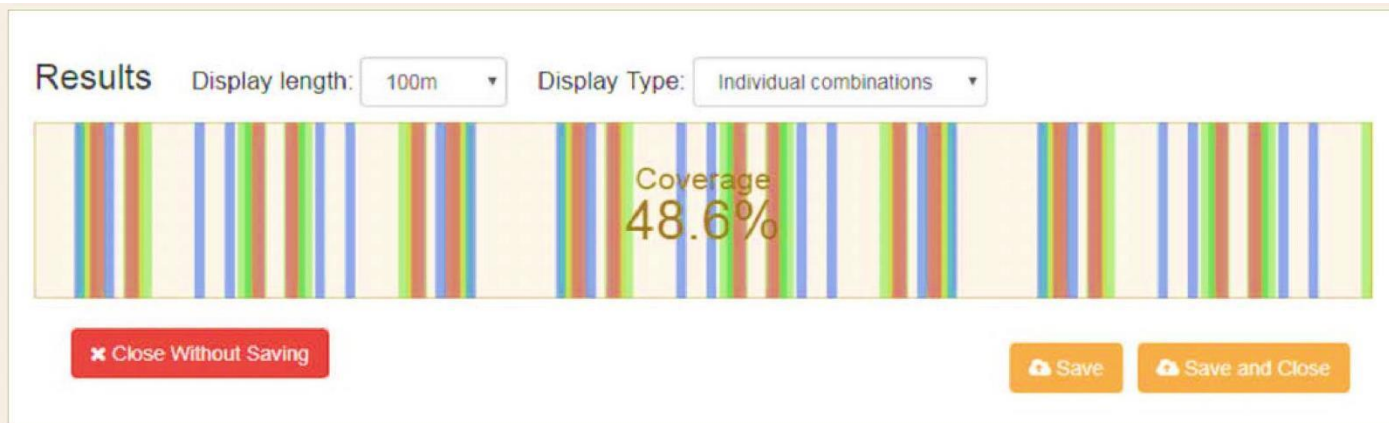 Results Display length: 100m Display Type: Individual combinations
Coverage
48.6%
Close Without Saving
Save Save and Close